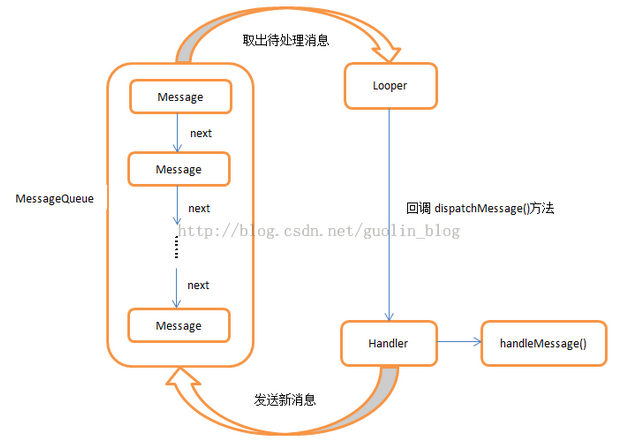 取出待处理消息
Looper
Message
next
Message
MessageQueue
next
回调 dispatchMessage()方法
http://blog.csdn.net/guolin_blog
next
Message
Handler
handleMessage()
发送新消息